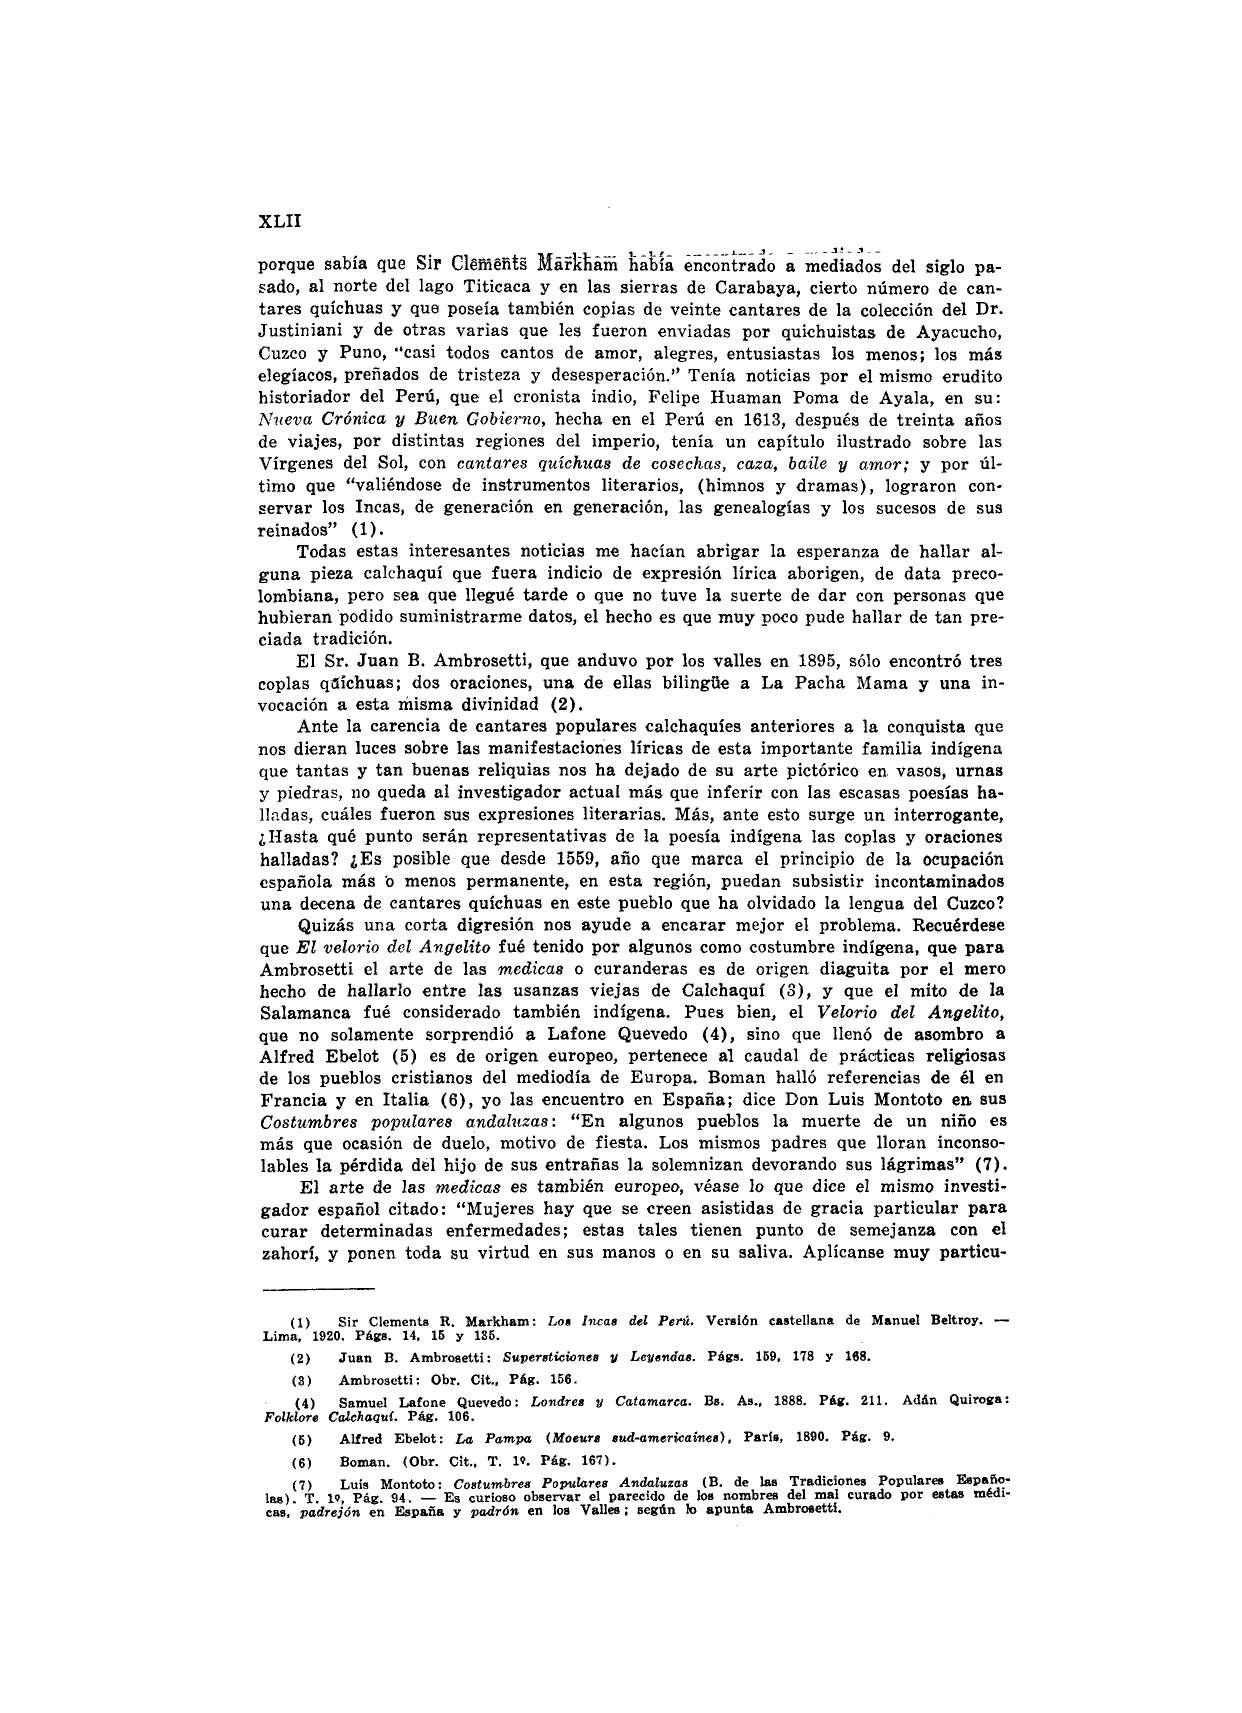 XLII
porque sabía que Sir Clements Markham había encontrado a mediados del siglo pa-
sado, al norte del lago Titicaca y en las sierras de Carabaya, cierto número de can-
tares quíchuas y que poseía también copias de veinte cantares de la colección del Dr.
Justiniani y de otras varias que les fueron enviadas por quichuistas de Ayacucho,
Cuzco y Puno, "casi todos cantos de amor, alegres, entusiastas los menos; los más
elegíacos, preñados de tristeza y desesperación." Tenía noticias por el mismo erudito
historiador del Perú, que el cronista indio, Felipe Huaman Poma de Ayala, en su:
Nueva Crónica y Buen Gobierno, hecha en el Perú en 1613, después de treinta años
de viajes, por distintas regiones del imperio, tenía un capítulo ilustrado sobre las
Vírgenes del Sol, con cantares quíchuas de cosechas, caza, baile y amor; y por úl-
timo que "valiéndose de instrumentos literarios, (himnos y dramas), lograron con-
servar los Incas, de generación en generación, las genealogías y los sucesos de sus
reinados" (1).
Todas estas interesantes noticias me hacían abrigar la esperanza de hallar al-
guna pieza calchaquí que fuera indicio de expresión lírica aborigen, de data preco-
lombiana, pero sea que llegué tarde o que no tuve la suerte de dar con personas que
hubieran podido suministrarme datos, el hecho es que muy poco pude hallar de tan pre-
ciada tradición.
El Sr. Juan B. Ambrosetti, que anduvo por los valles en 1895, sólo encontró tres
coplas quíchuas; dos oraciones, una de ellas bilingüe a La Pacha Mama y una in-
vocación a esta misma divinidad (2).
Ante la carencia de cantares populares calchaquíes anteriores a la conquista que
nos dieran luces sobre las manifestaciones líricas de esta importante familia indígena
que tantas y tan buenas reliquias nos ha dejado de su arte pictórico en vasos, urnas
y piedras, no queda al investigador actual más que inferir con las escasas poesías ha-
lladas, cuáles fueron sus expresiones literarias. Más, ante esto surge un interrogante,
¿Hasta qué punto serán representativas de la poesía indígena las coplas y oraciones
halladas? ¿Es posible que desde 1559, año que marca el principio de la ocupación
española más o menos permanente, en esta región, puedan subsistir incontaminados
una decena de cantares quíchuas en este pueblo que ha olvidado la lengua del Cuzco?
Quizás una corta digresión nos ayude a encarar mejor el problema. Recuérdese
que El velorio del Angelito fué tenido por algunos como costumbre indígena, que para
Ambrosetti el arte de las medicas o curanderas es de origen diaguita por el mero
hecho de hallarlo entre las usanzas viejas de Calchaquí (3), y que el mito de la
Salamanca fué considerado también indígena. Pues bien, el Velorio del Angelito,
que no solamente sorprendió a Lafone Quevedo (4), sino que llenó de asombro a
Alfred Ebelot (5) es de origen europeo, pertenece al caudal de prácticas religiosas
de los pueblos cristianos del mediodía de Europa. Boman halló referencias de él en
Francia y en Italia (6), yo las encuentro en España; dice Don Luis Montoto en sus
Costumbres populares andaluzas: "En algunos pueblos la muerte de un niño es
más que ocasión de duelo, motivo de fiesta. Los mismos padres que lloran inconso-
lables la pérdida del hijo de sus entrañas la solemnizan devorando sus lágrimas" (7).
El arte de las medicas es también europeo, véase lo que dice el mismo investi-
gador español citado: "Mujeres hay que se creen asistidas de gracia particular para
curar determinadas enfermedades; estas tales tienen punto de semejanza con el
zahorí, y ponen toda su virtud en sus manos o en su saliva. Aplícanse muy particu-
(1) Sir Clements R. Markham: Los Incas del Perú. Versión castellana de Manuel Beltroy. —
Lima, 1920. Págs. 14, 15 y 135.
(2) Juan B. Ambrosetti: Supersticiones y Leyendas. Págs. 159, 178 y 168.
(3) Ambrosetti: Obr. Cit., Pág. 156.
(4) Samuel Lafone Quevedo: Londres y Catamarca. Bs. As., 1888. Pág. 211. Adán Quiroga:
Folklore Calchaquí. Pág. 106.
(5) Alfred Ebelot: La Pampa (Moeurs sud-americaines), París, 1890. Pág. 9.
(6) Boman. (Obr. Cit., T. 1º. Pág. 167).
(7) Luis Montoto: Costumbres Populares Andaluzas (B. de las Tradiciones Populares Españo-
las). T. 1º, Pág. 94. — Es curioso observar el parecido de los nombres del mal curado por estas médi-
cas, padrejón en España y padrón en los Valles; según lo apunta Ambrosetti.